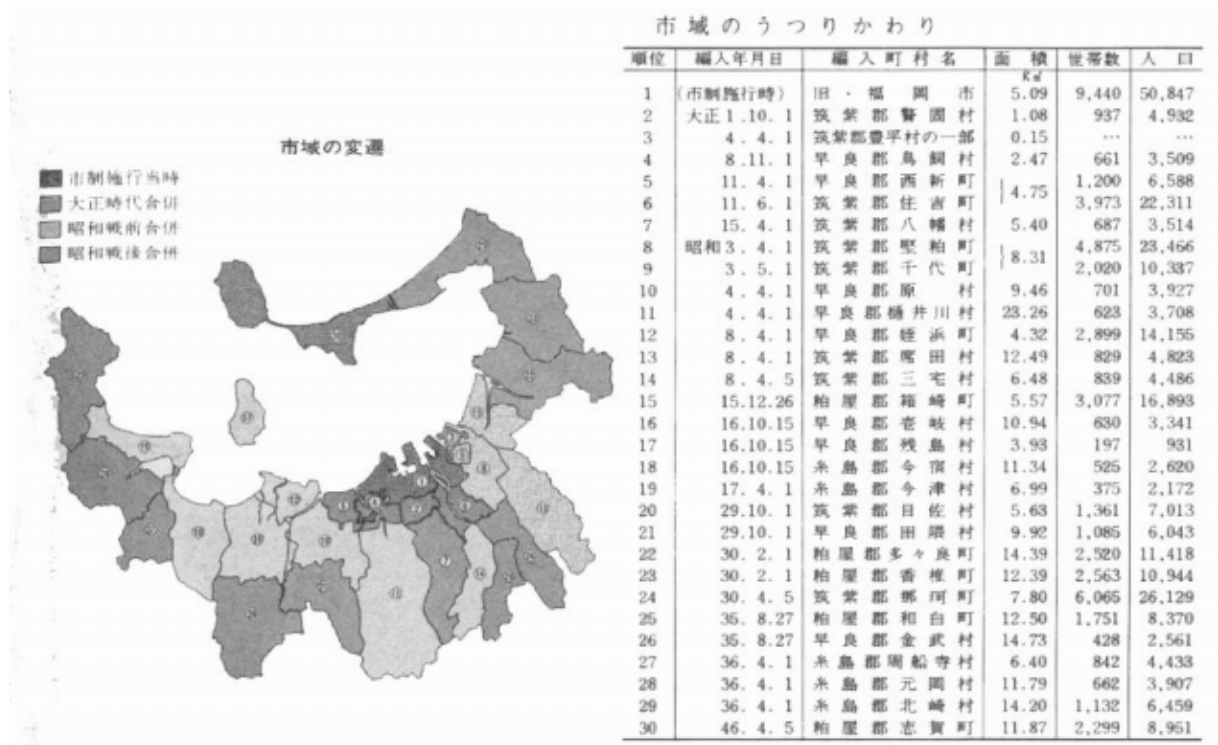 市域の変遷
市制施行当時
大正時代合併
昭和戦前合併
昭和戦後合併
市域のうつりかわり
順位 編入年月日 編入町村名 面積 世帯数 人口
K㎡
1 (市制施行時) 旧・福岡市 5.09 9,440 50,847
2 大正1.10.1 筑紫郡警固村 1.08 937 4,932
3 4.4.1 筑紫郡豊平村の一部 0.15 … …
4 8.11.1 早良郡鳥飼村 2.47 661 3,509
5 11.4.1 早良郡西新町 4.75 1,200 6,588
6 11.6.1 筑紫郡住吉町 3,973 22,311
7 15.4.1 筑紫郡八幡村 5.40 687 3,514
8 昭和3.4.1 筑紫郡堅粕町 8.31 4,875 23,466
9 3.5.1 筑紫郡千代町 2,020 10,337
10 4.4.1 早良郡原村 9.46 701 3,927
11 4.4.1 早良郡樋井川村 23.26 623 3,708
12 8.4.1 早良郡姪浜町 4.32 2,899 14,155
13 8.4.1 筑紫郡席田村 12.49 829 4,823
14 8.4.5 筑紫郡三宅村 6.48 839 4,486
15 15.12.26 粕屋郡箱崎町 5.57 3,077 16,893
16 16.10.15 早良郡壱岐村 10.94 630 3,341
17 16.10.15 早良郡残島村 3.93 197 931
18 16.10.15 糸島郡今宿村 11.34 525 2,620
19 17.4.1 糸島郡今津村 6.99 375 2,172
20 29.10.1 筑紫郡日佐村 5.63 1,361 7,013
21 29.10.1 早良郡田隈村 9.92 1,085 6,043
22 30.2.1 粕屋郡多々良町 14.39 2,520 11,418
23 30.2.1 粕屋郡香椎町 12.39 2,563 10,944
24 30.4.5 筑紫郡那珂町 7.80 6,065 26,129
25 35.8.27 粕屋郡和白町 12.50 1,751 8,370
26 35.8.27 早良郡金武村 14.73 428 2,561
27 36.4.1 糸島郡周船寺村 6.40 842 4,433
28 36.4.1 糸島郡元岡村 11.79 662 3,907
29 36.4.1 糸島郡北崎村 14.20 1,132 6,459
30 46.4.5 粕屋郡志賀町 11.87 2,299 8,951